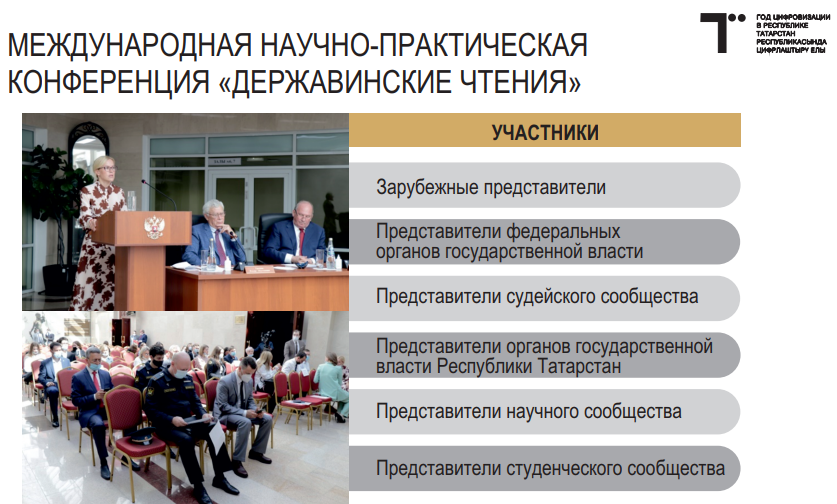 ГОД ЦИФРОВИЗАЦИИ
В РЕСПУБЛИКЕ
ТАТАРСТАН
РЕСПУБЛИКАСЫНДА
ЦИФРЛАШТЫРУ ЕЛЫ
МЕЖДУНАРОДНАЯ НАУЧНО-ПРАКТИЧЕСКАЯ
КОНФЕРЕНЦИЯ «ДЕРЖАВИНСКИЕ ЧТЕНИЯ»
УЧАСТНИКИ
Зарубежные представители
Представители федеральных
органов государственной власти
Представители судейского сообщества
Представители органов государственной
власти Республики Татарстан
Представители научного сообщества
Представители студенческого сообщества